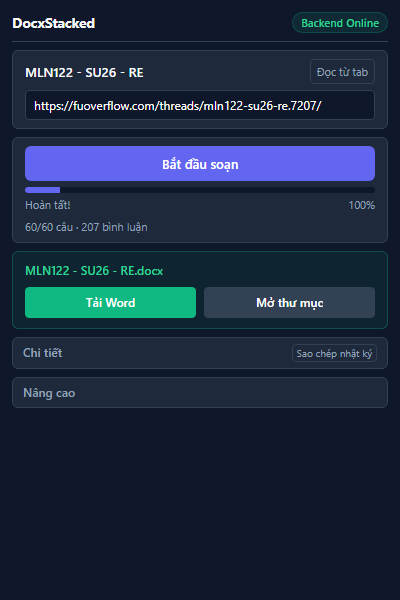 DocxStacked
Backend Online
MLN122 - SU26 - RE
Đọc từ tab
https://fuoverflow.com/threads/mln122-su26-re.7207/
Bắt đầu soạn
Hoàn tất!
100%
60/60 câu · 207 bình luận
MLN122 - SU26 - RE.docx
Tải Word
Mở thư mục
Chi tiết
Sao chép nhật ký
Nâng cao